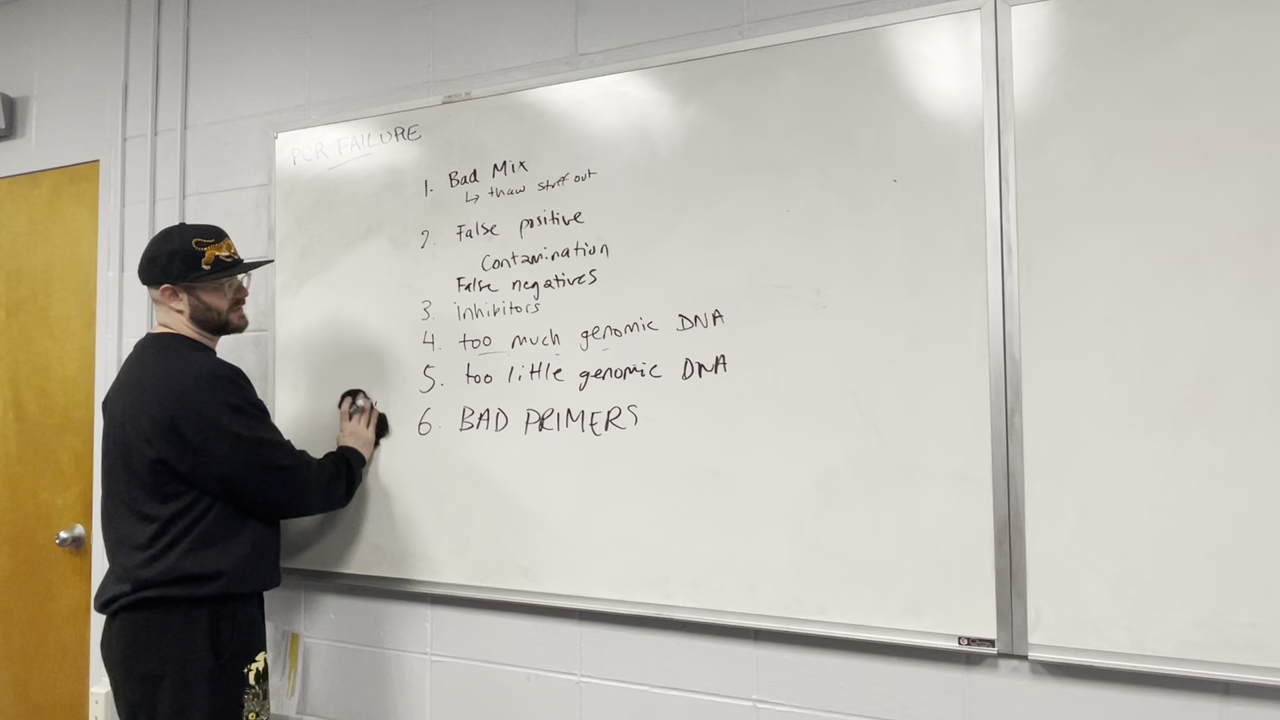 PCR FAILURE
1. Bad Mix
↳ thaw stuff out
2. False positive
Contamination
False negatives
3. inhibitors
4. too much genomic DNA
5. too little genomic DNA
6. BAD PRIMERS